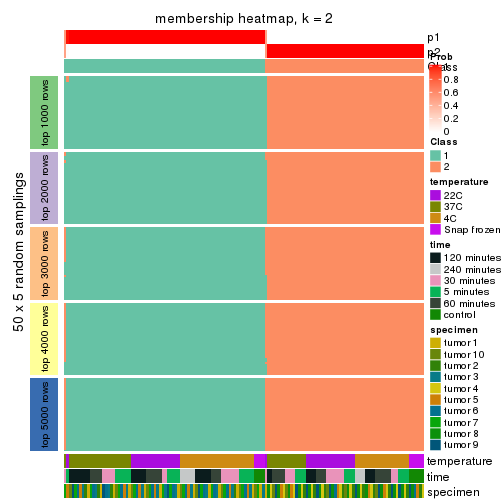 membership heatmap, k = 2
p1
p2
Class
Prob
0.8
0.6
0.4
0.2
0
Class
1
2
temperature
22C
37C
4C
Snap frozen
time
120 minutes
240 minutes
30 minutes
5 minutes
60 minutes
control
specimen
tumor 1
tumor 10
tumor 2
tumor 3
tumor 4
tumor 5
tumor 6
tumor 7
tumor 8
tumor 9
50 x 5 random samplings
top 1000 rows
top 2000 rows
top 3000 rows
top 4000 rows
top 5000 rows
temperature
time
specimen